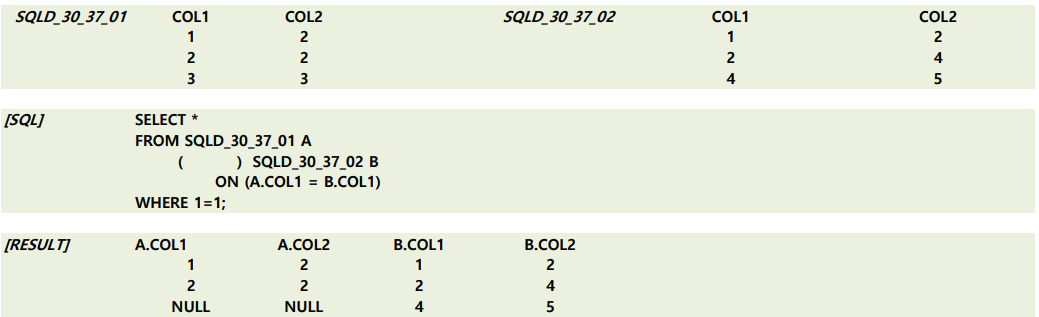 SQLD_30_37_01 COL1 COL2 SQLD_30_37_02 COL1 COL2
1 2 1 2
2 2 2 4
3 3 4 5
[SQL] SELECT *
FROM SQLD_30_37_01 A
( ) SQLD_30_37_02 B
ON (A.COL1 = B.COL1)
WHERE 1=1;
[RESULT] A.COL1 A.COL2 B.COL1 B.COL2
1 2 1 2
2 2 2 4
NULL NULL 4 5